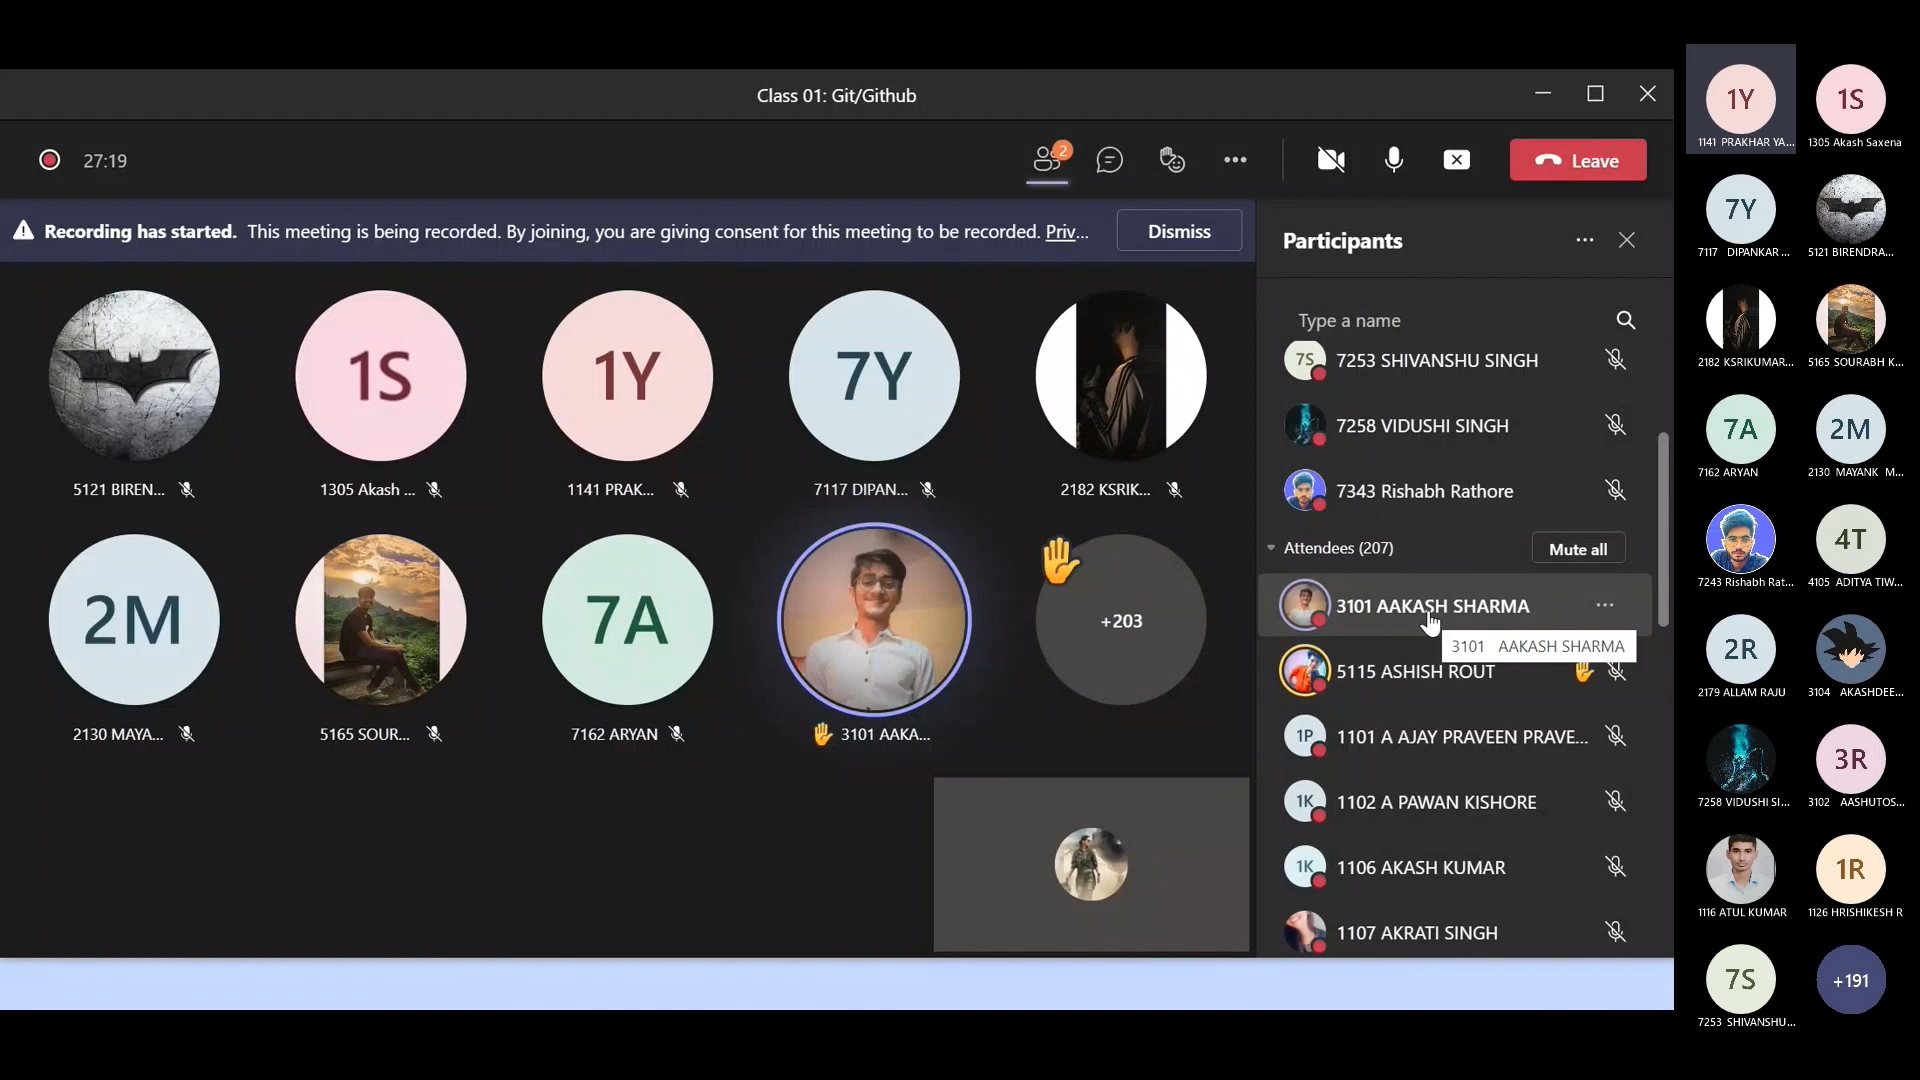 Class 01: Git/Github
27:19
2
Leave
Recording has started. This meeting is being recorded. By joining, you are giving consent for this meeting to be recorded. Priv...
Dismiss
1S
1Y
7Y
5121 BIREN...
1305 Akash ...
1141 PRAK...
7117 DIPAN...
2182 KSRIK...
2M
7A
+203
2130 MAYA...
5165 SOUR...
7162 ARYAN
3101 AAKA...
Participants
Type a name
7S
7253 SHIVANSHU SINGH
7258 VIDUSHI SINGH
7343 Rishabh Rathore
Attendees (207)
Mute all
3101 AAKASH SHARMA
3101 AAKASH SHARMA
5115 ASHISH ROUT
1P
1101 A AJAY PRAVEEN PRAVE...
1K
1102 A PAWAN KISHORE
1K
1106 AKASH KUMAR
1107 AKRATI SINGH
1Y
1S
1141 PRAKHAR YA...
1305 Akash Saxena
7Y
7117 DIPANKAR ...
5121 BIRENDRA...
2182 KSRIKUMAR...
5165 SOURABH K...
7A
2M
7162 ARYAN
2130 MAYANK M...
4T
7243 Rishabh Rat...
4105 ADITYA TIW...
2R
2179 ALLAM RAJU
3104 AKASHDEE...
3R
7258 VIDUSHI SI...
3102 AASHUTOS...
1R
1116 ATUL KUMAR
1126 HRISHIKESH R
7S
+191
7253 SHIVANSHU...